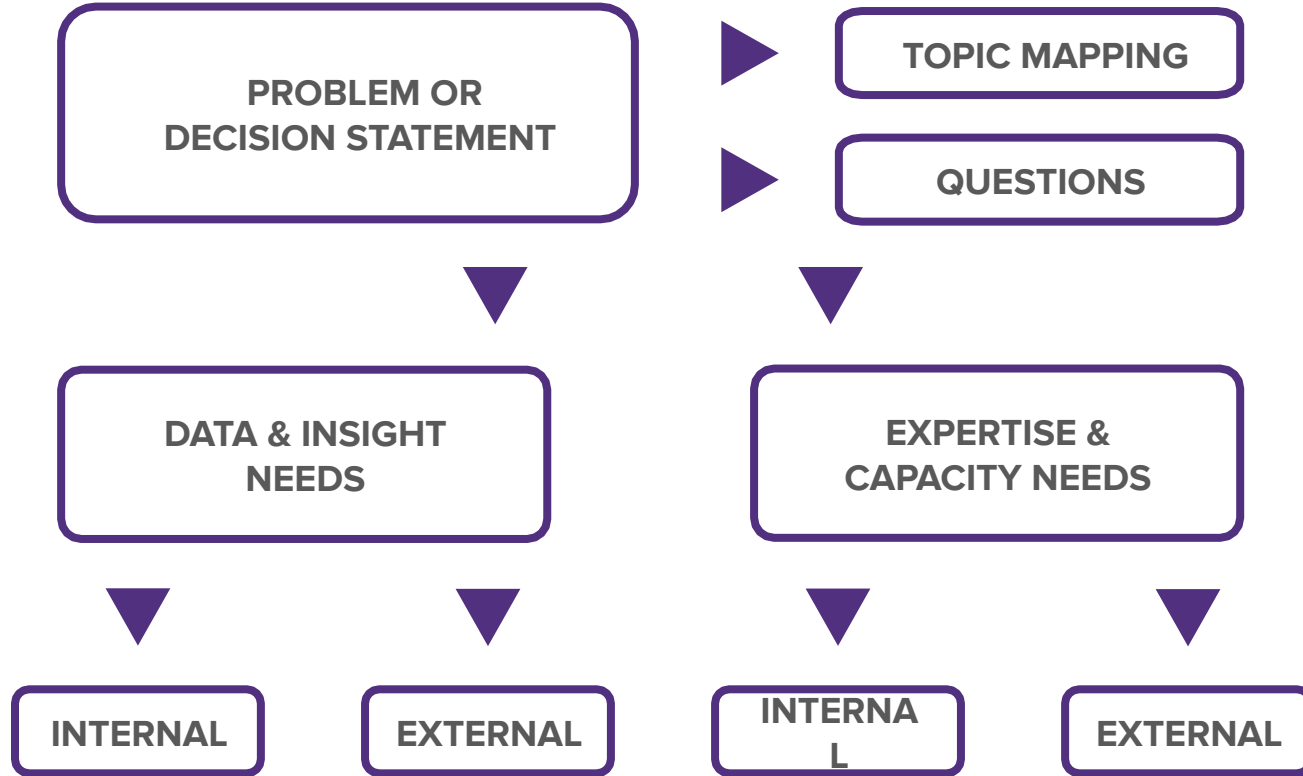 PROBLEM OR
DECISION STATEMENT
TOPIC MAPPING
QUESTIONS
DATA & INSIGHT
NEEDS
EXPERTISE &
CAPACITY NEEDS
INTERNAL
EXTERNAL
INTERNA
L
EXTERNAL